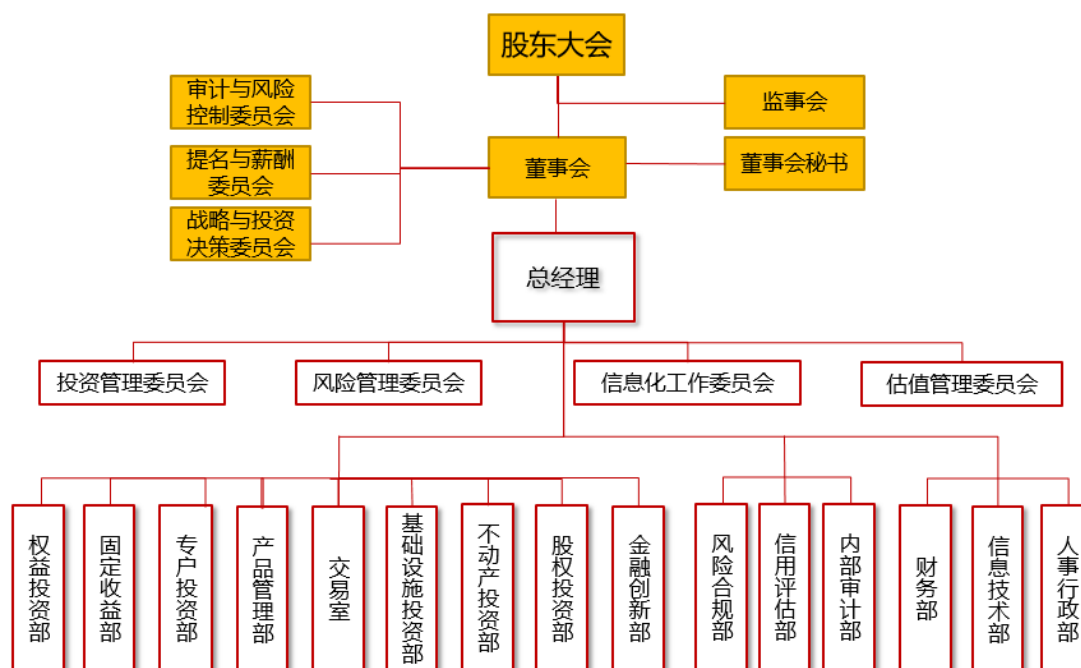 股东大会
审计与风险
控制委员会
监事会
提名与薪酬
委员会
董事会
董事会秘书
战略与投资
决策委员会
总经理
投资管理委员会
风险管理委员会
信息化工作委员会
估值管理委员会
权益投资部
固定收益部
专户投资部
产品管理部
交易室
基础设施投资部
不动产投资部
股权投资部
金融创新部
风险合规部
信用评估部
内部审计部
财务部
信息技术部
人事行政部